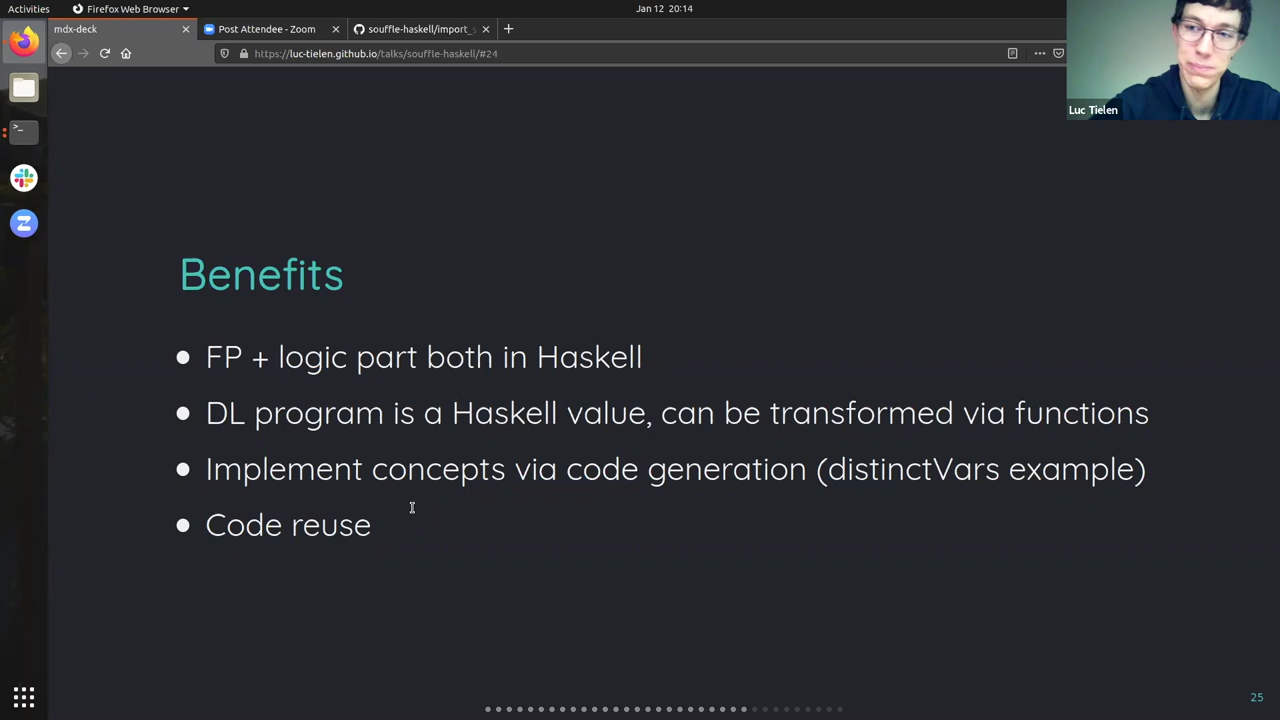 Activities
Firefox Web Browser
Jan 12 20:14
mdx-deck
Post Attendee - Zoom
souffle-haskell/import_s
https://luc-tielen.github.io/talks/souffle-haskell/#24
Luc Tielen
Benefits
FP + logic part both in Haskell
DL program is a Haskell value, can be transformed via functions
Implement concepts via code generation (distinctVars example)
Code reuse
25